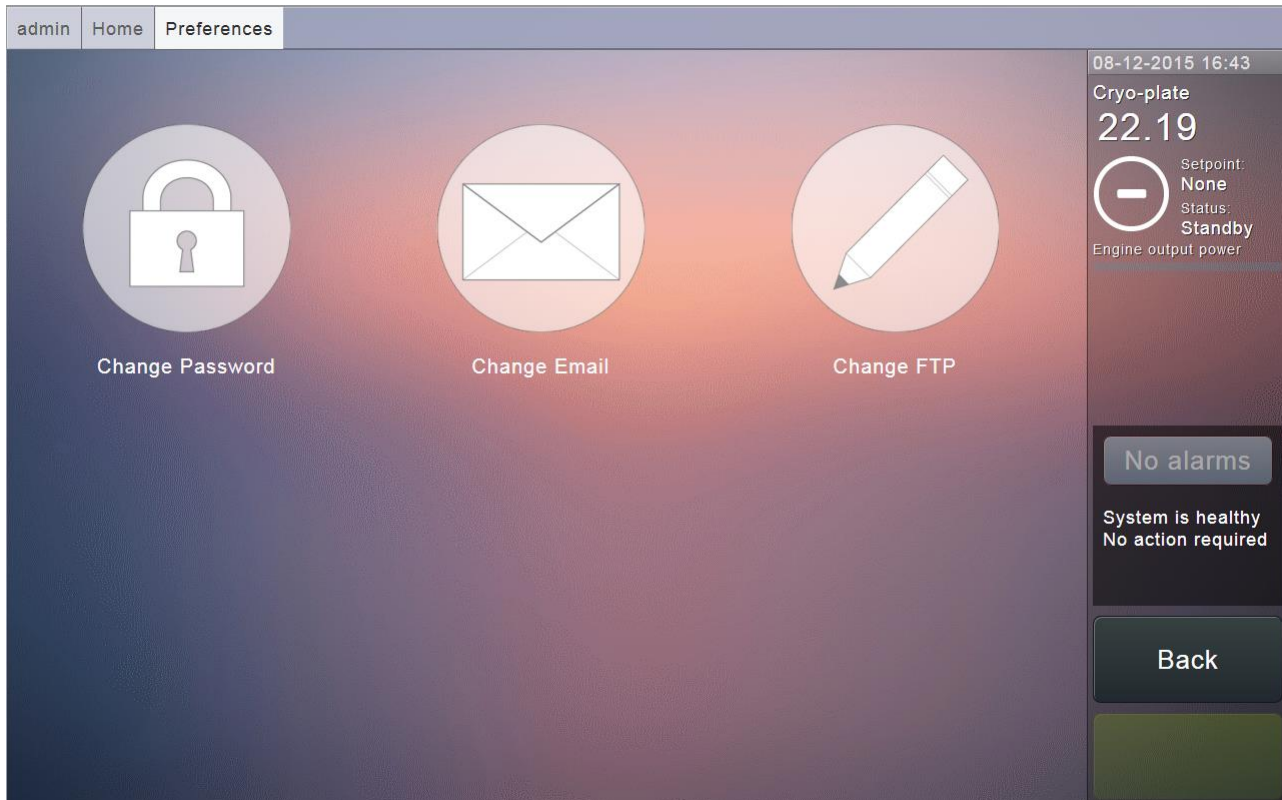 admin Home Preferences
08-12-2015 16:43
Cryo-plate
22.19
Setpoint:
None
Status:
Standby
Engine output power
Change Password
Change Email
Change FTP
No alarms
System is healthy
No action required
Back